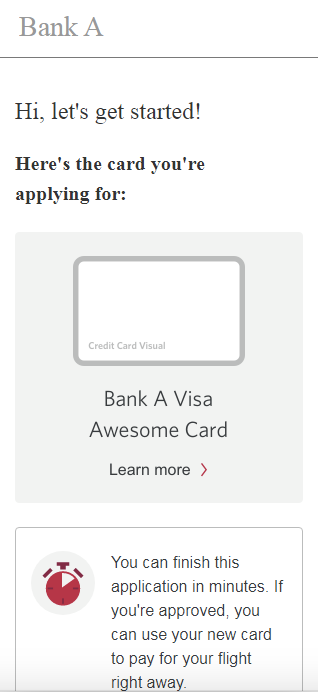 Bank A
Hi, let's get started!
Here's the card you're
applying for:
Credit Card Visual
Bank A Visa
Awesome Card
Learn more
You can finish this
application in minutes. If
you're approved, you
can use your new card
to pay for your flight
right away.